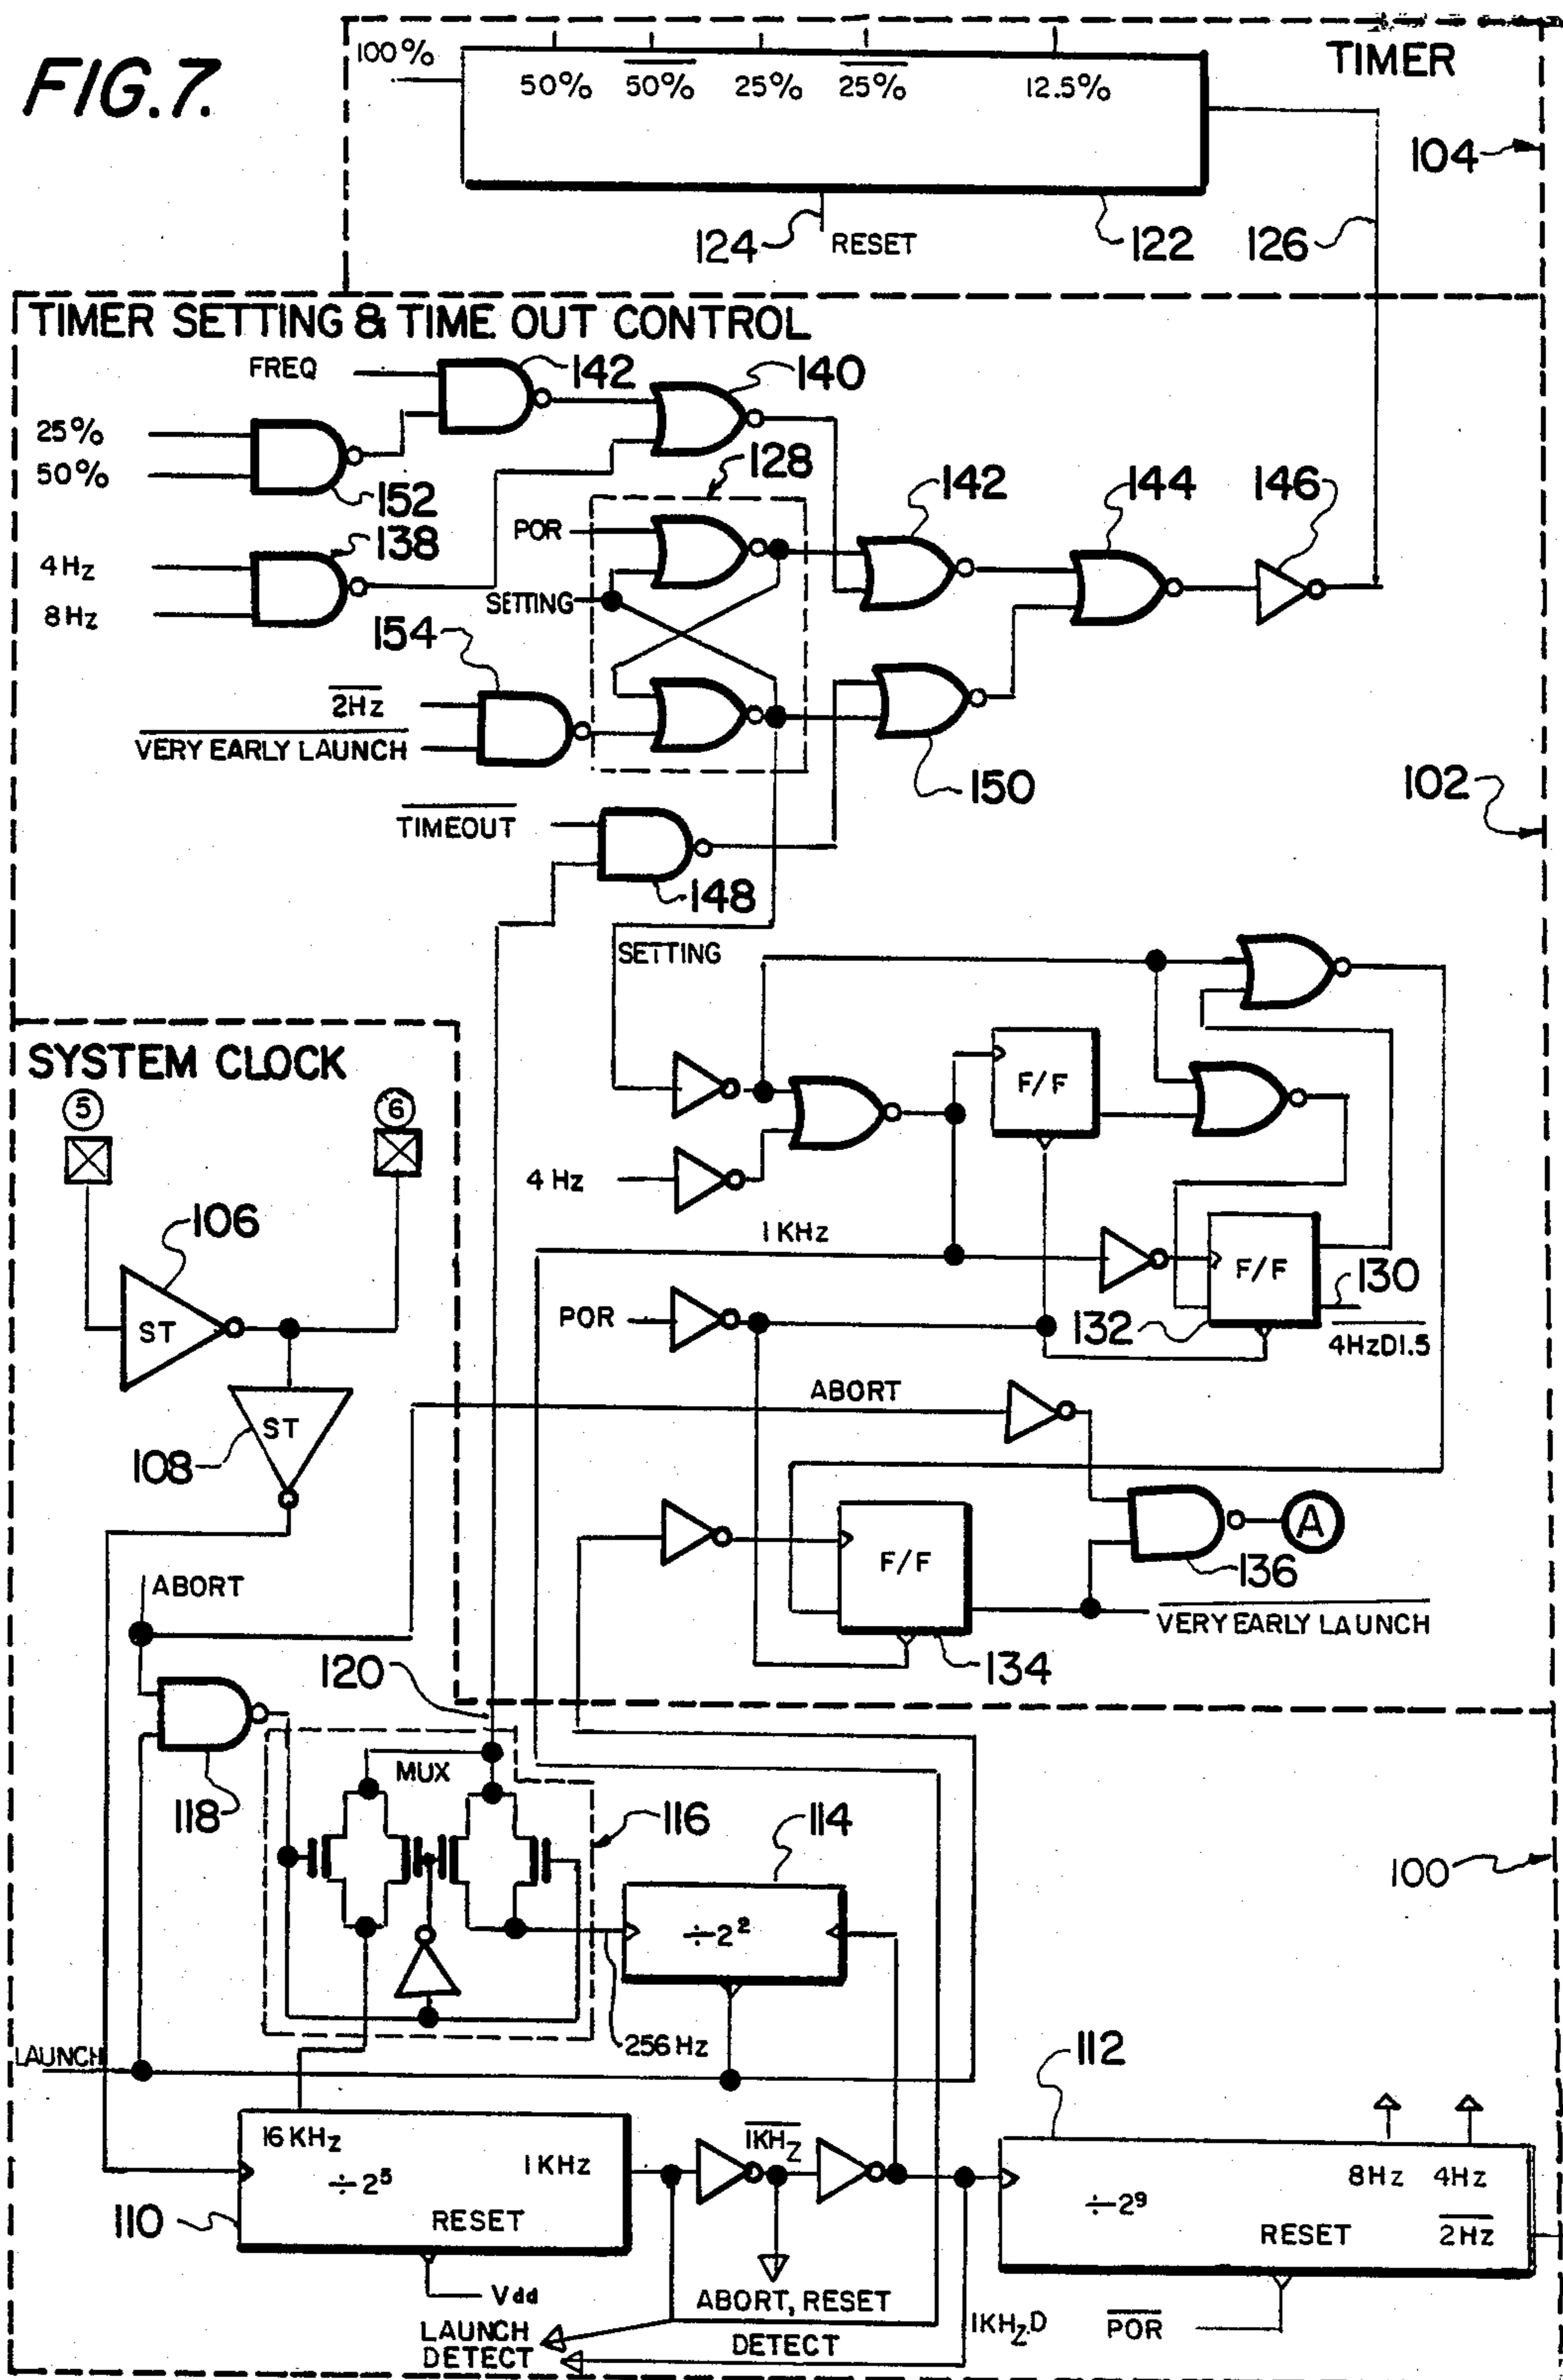 FIG.7.
TIMER
100%
50% 50% 25% 25% 12.5%
104
124 RESET 122 126
TIMER SETTING & TIME OUT CONTROL
FREQ 142 140
25%
50%
152
128
142 144 146
POR
138
4Hz
8Hz
SETTING
154
2Hz
VERY EARLY LAUNCH
150
102
TIMEOUT
148
SETTING
SYSTEM CLOCK
5 6
F/F
4 Hz
106
1 KHz
F/F
130
ST
POR
132
4HzD1.5
ABORT
ST
108
A
F/F
136
ABORT
VERY EARLY LAUNCH
120
134
MUX
118
116 114
100
÷2²
256 Hz
LAUNCH
112
16 KHz
1 KHz
1KHz
÷2⁵
8Hz 4Hz
÷2⁹
110
RESET
RESET
2Hz
Vdd
ABORT, RESET
LAUNCH
DETECT
DETECT
1KHzD
POR